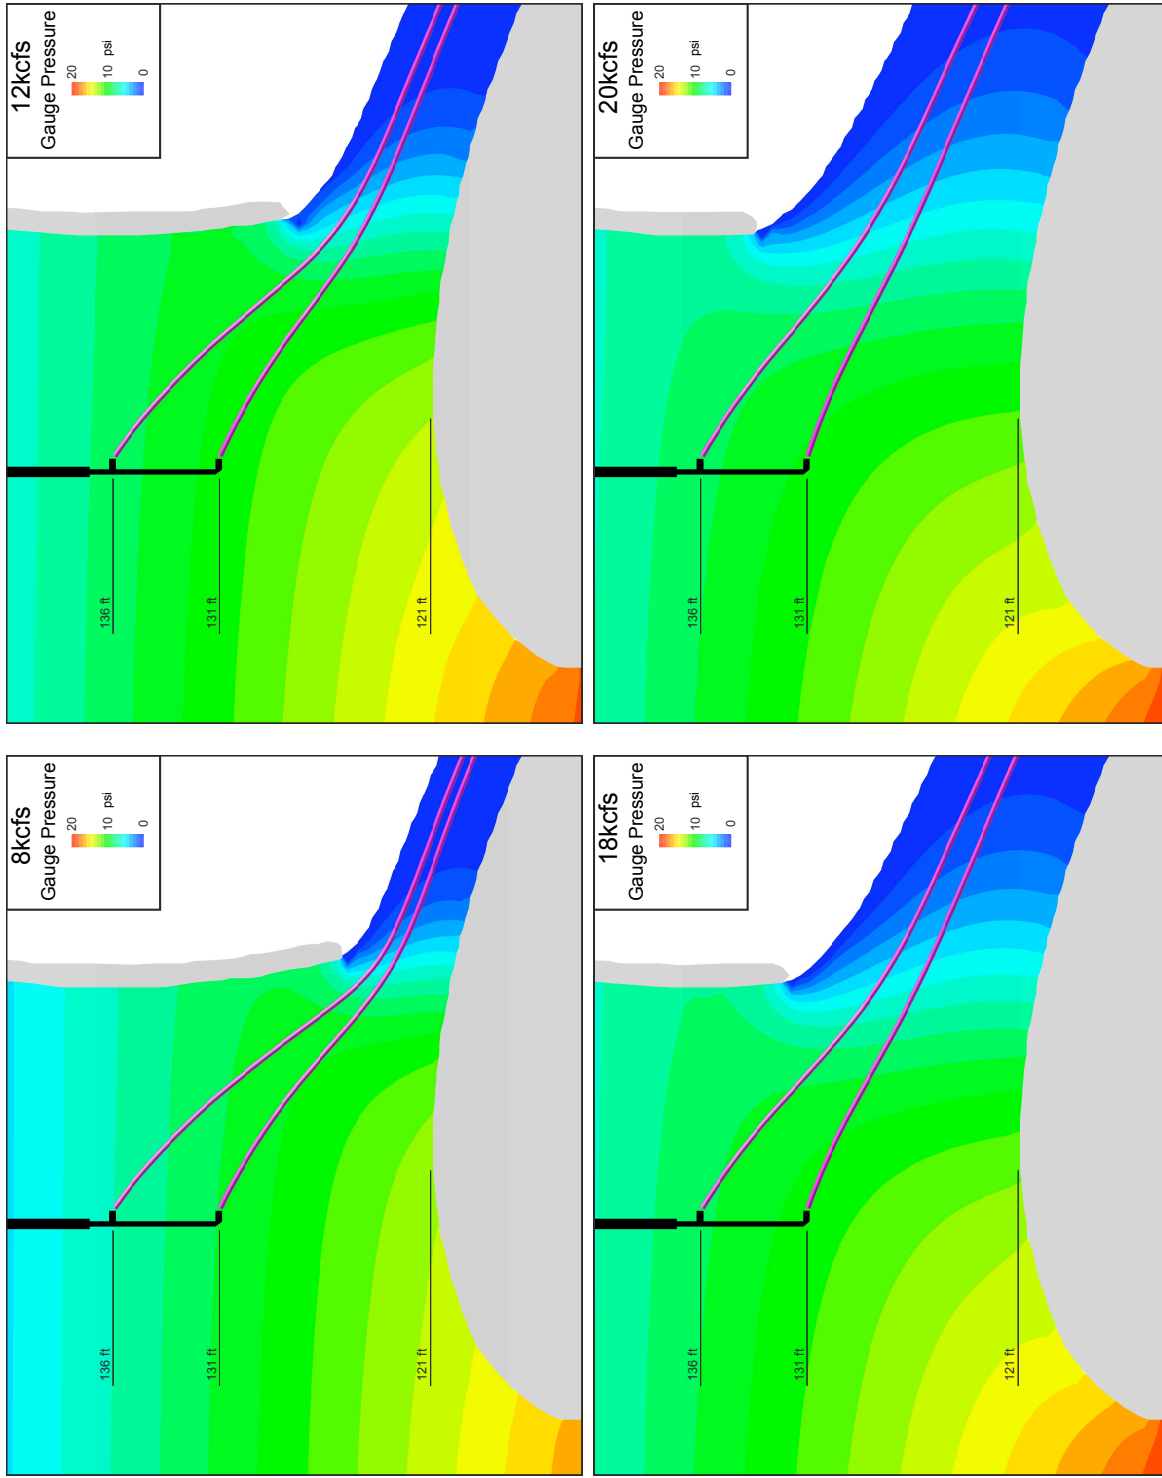 12kcfs
Gauge Pressure
20
10 psi
0
136 ft
131 ft
121 ft
20kcfs
Gauge Pressure
20
10 psi
0
136 ft
131 ft
121 ft
8kcfs
Gauge Pressure
20
10 psi
0
136 ft
131 ft
121 ft
18kcfs
Gauge Pressure
20
10 psi
0
136 ft
131 ft
121 ft